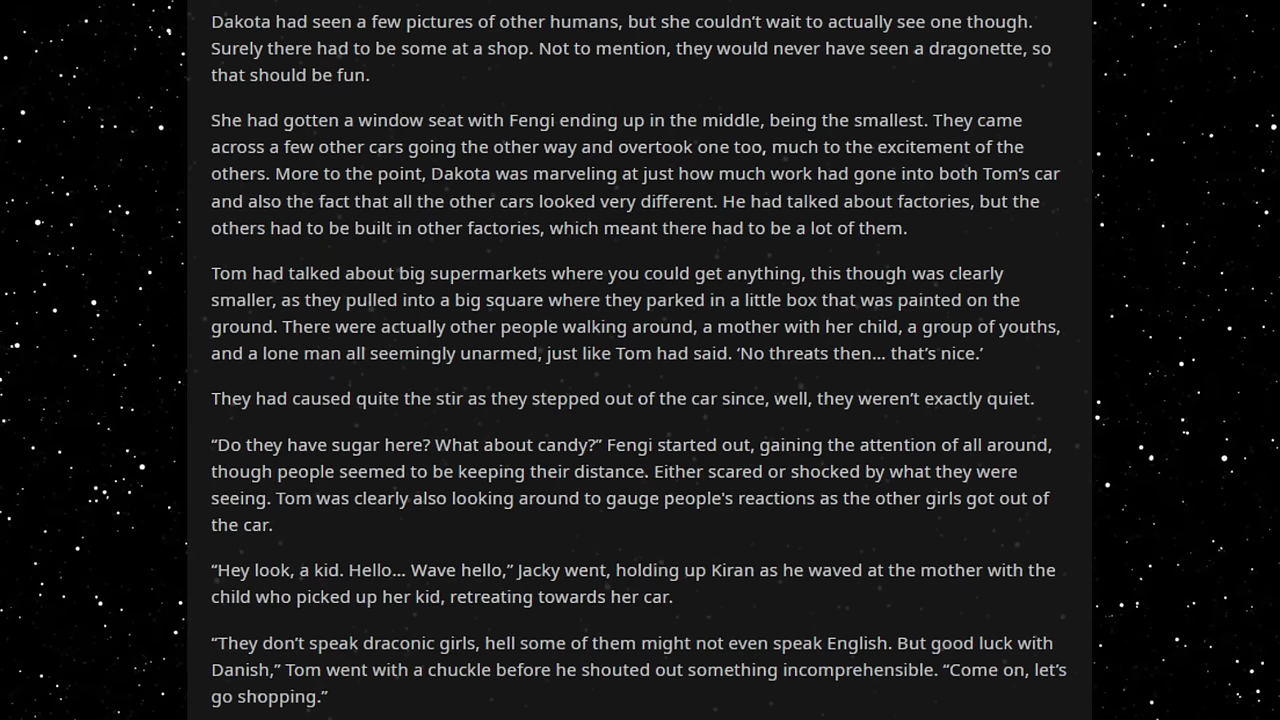 Dakota had seen a few pictures of other humans, but she couldn’t wait to actually see one though.
Surely there had to be some at a shop. Not to mention, they would never have seen a dragonette, so
that should be fun.
She had gotten a window seat with Fengi ending up in the middle, being the smallest. They came
across a few other cars going the other way and overtook one too, much to the excitement of the
others. More to the point, Dakota was marveling at just how much work had gone into both Tom’s car
and also the fact that all the other cars looked very different. He had talked about factories, but the
others had to be built in other factories, which meant there had to be a lot of them.
Tom had talked about big supermarkets where you could get anything, this though was clearly
smaller, as they pulled into a big square where they parked in a little box that was painted on the
ground. There were actually other people walking around, a mother with her child, a group of youths,
and a lone man all seemingly unarmed, just like Tom had said. ‘No threats then… that’s nice.’
They had caused quite the stir as they stepped out of the car since, well, they weren’t exactly quiet.
“Do they have sugar here? What about candy?” Fengi started out, gaining the attention of all around,
though people seemed to be keeping their distance. Either scared or shocked by what they were
seeing. Tom was clearly also looking around to gauge people's reactions as the other girls got out of
the car.
“Hey look, a kid. Hello… Wave hello,” Jacky went, holding up Kiran as he waved at the mother with the
child who picked up her kid, retreating towards her car.
“They don’t speak draconic girls, hell some of them might not even speak English. But good luck with
Danish,” Tom went with a chuckle before he shouted out something incomprehensible. “Come on, let’s
go shopping.”